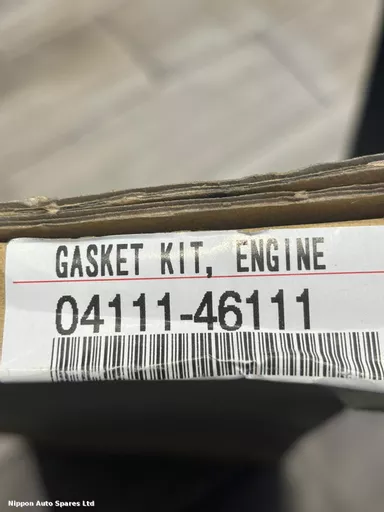 GASKET KIT, ENGINE
04111-46111
Nippon Auto Spares Ltd